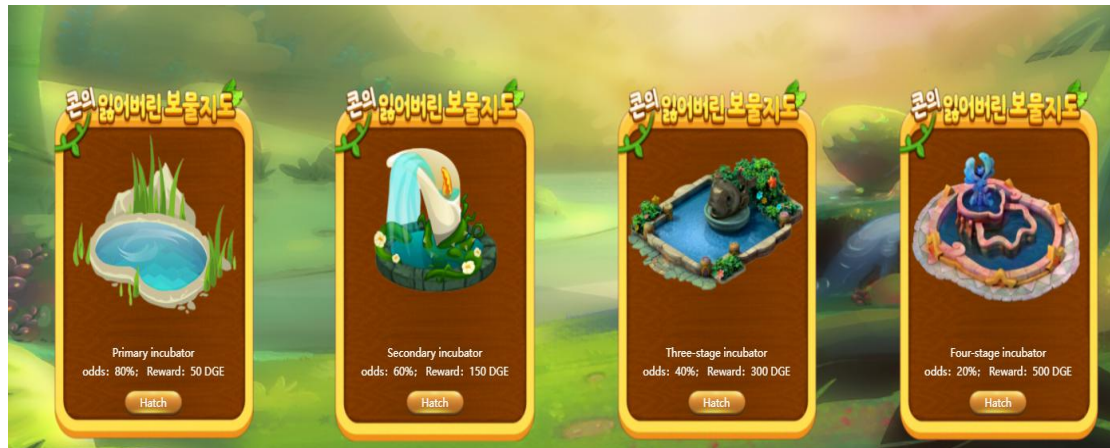 콘의 잃어버린 보물지도
Primary incubator
odds: 80%; Reward: 50 DGE
Hatch
콘의 잃어버린 보물지도
Secondary incubator
odds: 60%; Reward: 150 DGE
Hatch
콘의 잃어버린 보물지도
Three-stage incubator
odds: 40%; Reward: 300 DGE
Hatch
콘의 잃어버린 보물지도
Four-stage incubator
odds: 20%; Reward: 500 DGE
Hatch